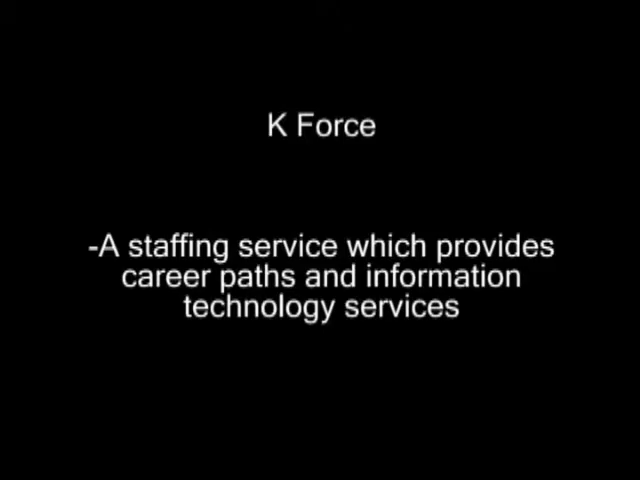 K Force
-A staffing service which provides
career paths and information
technology services